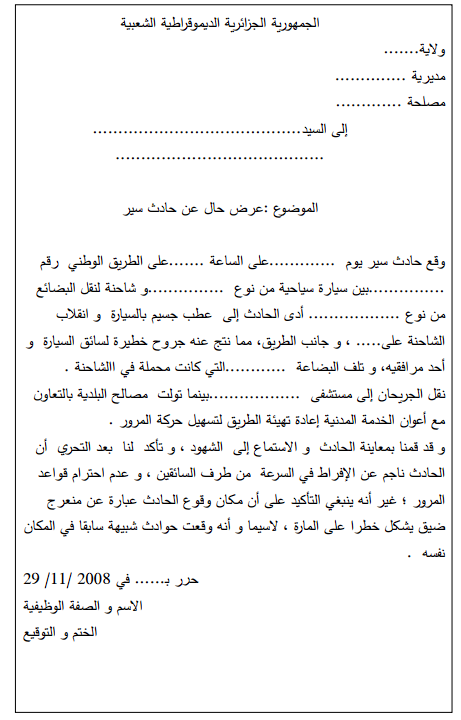 الجمهورية الجزائرية الديموقراطية الشعبية
ولاية.......
مديرية ..............
مصلحة .............
إلى السيد.........................................
.........................................
الموضوع :عرض حال عن حادث سير
وقع حادث سير يوم .............على الساعة .......على الطريق الوطني رقم
...............بين سيارة سياحية من نوع ...............و شاحنة لنقل البضائع
من نوع .................. أدى الحادث إلى عطب جسيم بالسيارة و انقلاب
الشاحنة على..... ، و جانب الطريق، مما نتج عنه جروح خطيرة لسائق السيارة و
أحد مرافقيه، و تلف البضاعة ............التي كانت محملة في االشاحنة .
نقل الجريحان إلى مستشفى ..................بينما تولت مصالح البلدية بالتعاون
مع أعوان الخدمة المدنية إعادة تهيئة الطريق لتسهيل حركة المرور .
و قد قمنا بمعاينة الحادث و الاستماع إلى الشهود ، و تأكد لنا بعد التحري أن
الحادث ناجم عن الإفراط في السرعة من طرف السائقين ، و عدم احترام قواعد
المرور ؛ غير أنه ينبغي التأكيد على أن مكان وقوع الحادث عبارة عن منعرج
ضيق يشكل خطرا على المارة ، لاسيما و أنه وقعت حوادث شبيهة سابقا في المكان
نفسه .
حرر بـ...... في 2008 /11/ 29
الاسم و الصفة الوظيفية
الختم و التوقيع